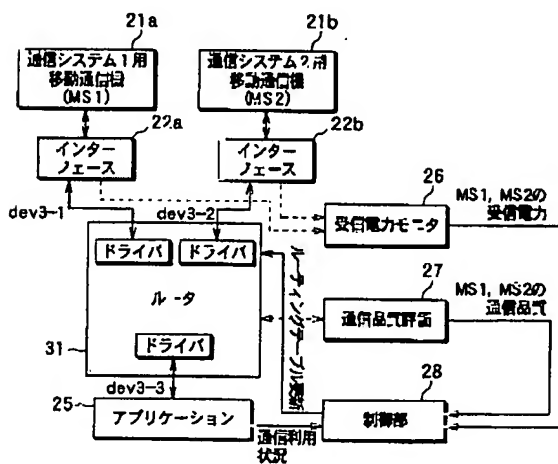 21a
21b
通信システム1用
移動通信機
(MS1)
通信システム2用
移動通信機
(MS2)
22a
22b
インター
フェース
インター
フェース
dev3-1
dev3-2
26
受信電力モニタ
MS1, MS2の
受信電力
ドライバ
ドライバ
ルータ
ドライバ
31
ルーティングテーブル更新
27
通信品質評価
MS1, MS2の
通信品質
dev3-3
25
アプリケーション
通信利用
状況
28
制御部